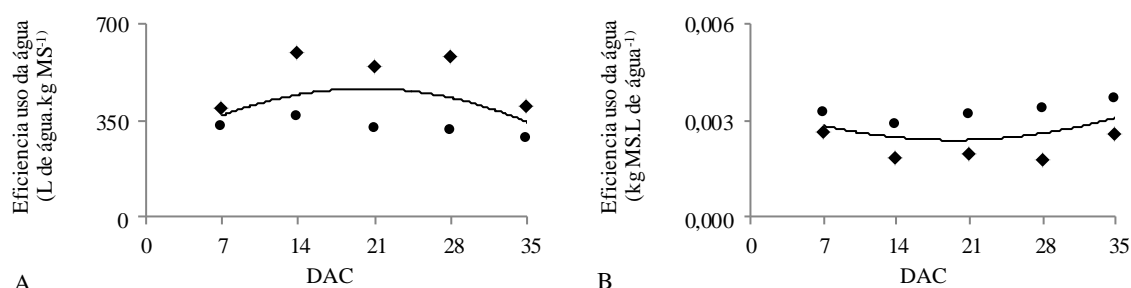 Eficiencia uso da água
(L de água.kg MS-1)
700
350
0
0
7
14
21
28
35
DAC
A
Eficiencia uso da água
(kg MS.L de água-1)
0,006
0,003
0,000
0
7
14
21
28
35
DAC
B